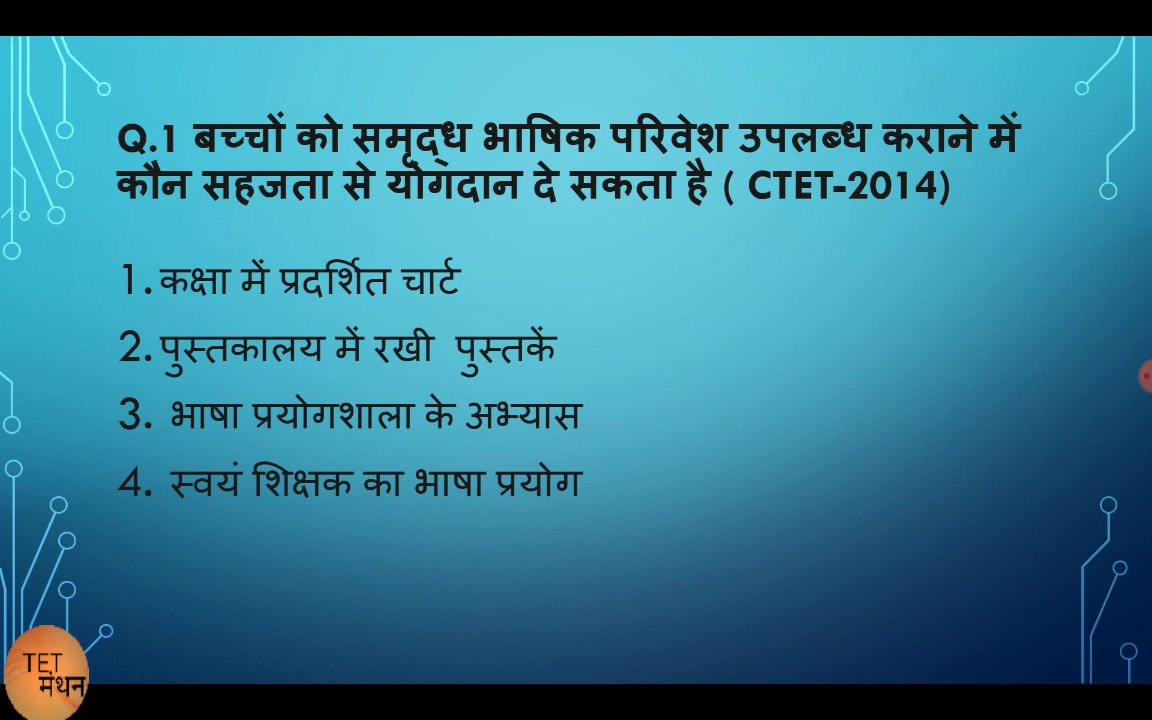 Q.1 बच्चों को समृद्ध भाषिक परिवेश उपलब्ध कराने में
कौन सहजता से योगदान दे सकता है ( CTET-2014)
1. कक्षा में प्रदर्शित चार्ट
2. पुस्तकालय में रखी पुस्तकें
3. भाषा प्रयोगशाला के अभ्यास
4. स्वयं शिक्षक का भाषा प्रयोग
TET
मंथन